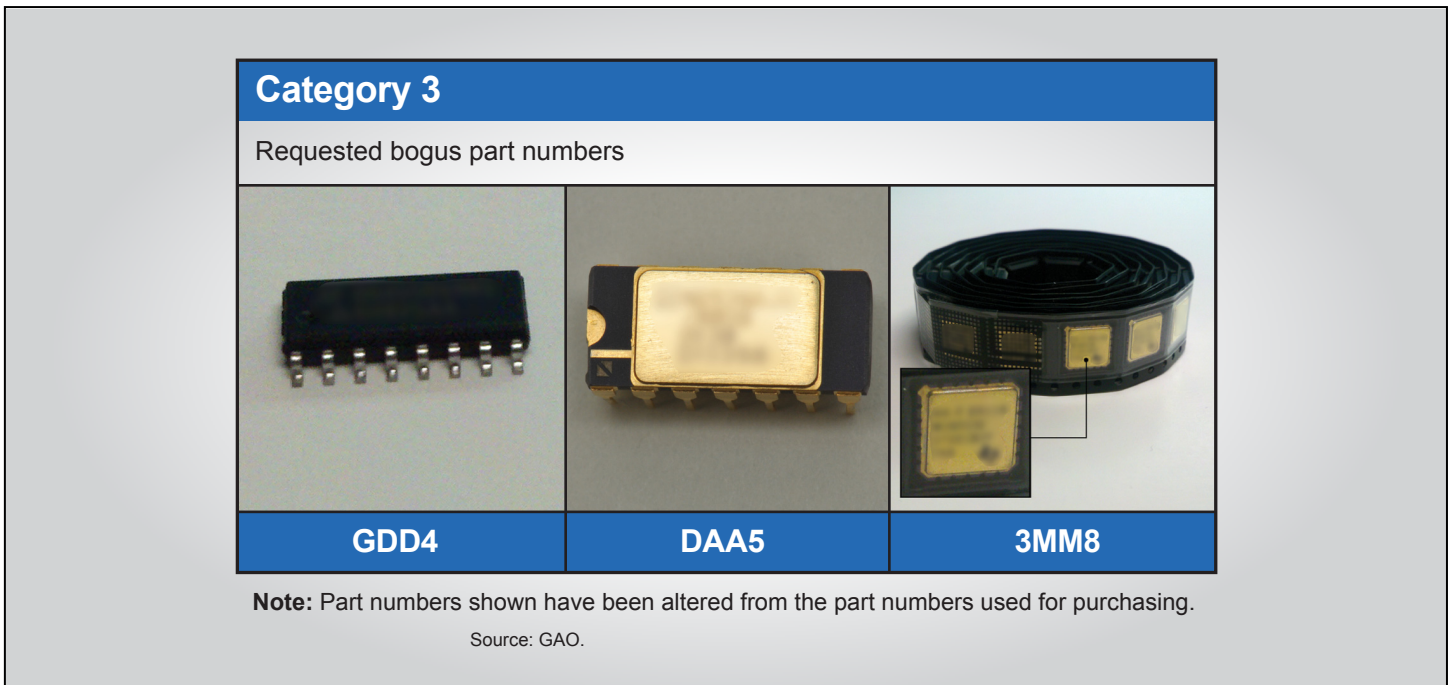 Category 3
Requested bogus part numbers
GDD4
DAA5
3MM8
Note: Part numbers shown have been altered from the part numbers used for purchasing.
Source: GAO.